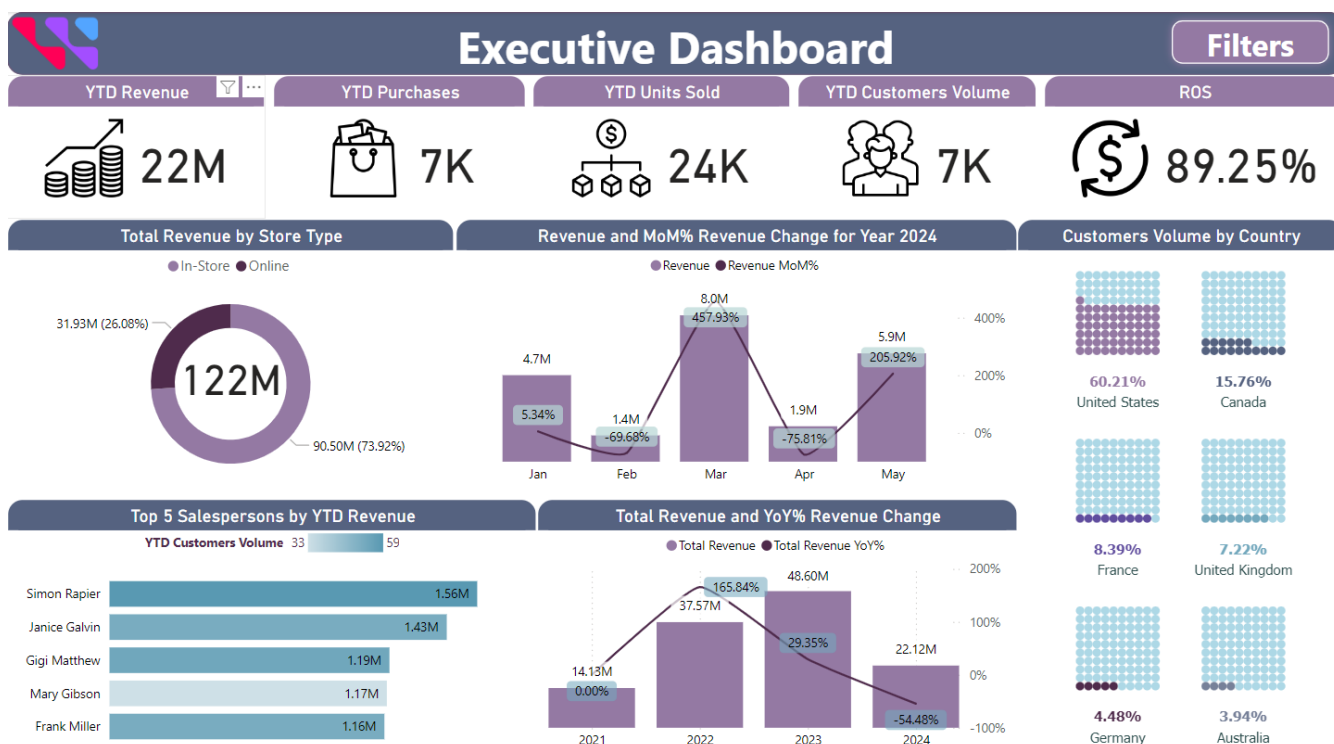 Executive Dashboard
Filters
YTD Revenue
YTD Purchases
YTD Units Sold
YTD Customers Volume
ROS
22M
7K
24K
7K
89.25%
Total Revenue by Store Type
In-Store Online
31.93M (26.08%)
122M
90.50M (73.92%)
Revenue and MoM% Revenue Change for Year 2024
Revenue Revenue MoM%
8.0M
457.93%
400%
5.9M
4.7M
205.92%
200%
1.4M
1.9M
5.34%
-69.68%
-75.81%
0%
Jan Feb Mar Apr May
Customers Volume by Country
60.21%
United States
15.76%
Canada
8.39%
France
7.22%
United Kingdom
4.48%
Germany
3.94%
Australia
Top 5 Salespersons by YTD Revenue
YTD Customers Volume 33 59
Simon Rapier 1.56M
Janice Galvin 1.43M
Gigi Matthew 1.19M
Mary Gibson 1.17M
Frank Miller 1.16M
Total Revenue and YoY% Revenue Change
Total Revenue Total Revenue YoY%
200%
48.60M
165.84%
37.57M
100%
29.35%
22.12M
14.13M
0%
0.00%
-54.48%
-100%
2021 2022 2023 2024